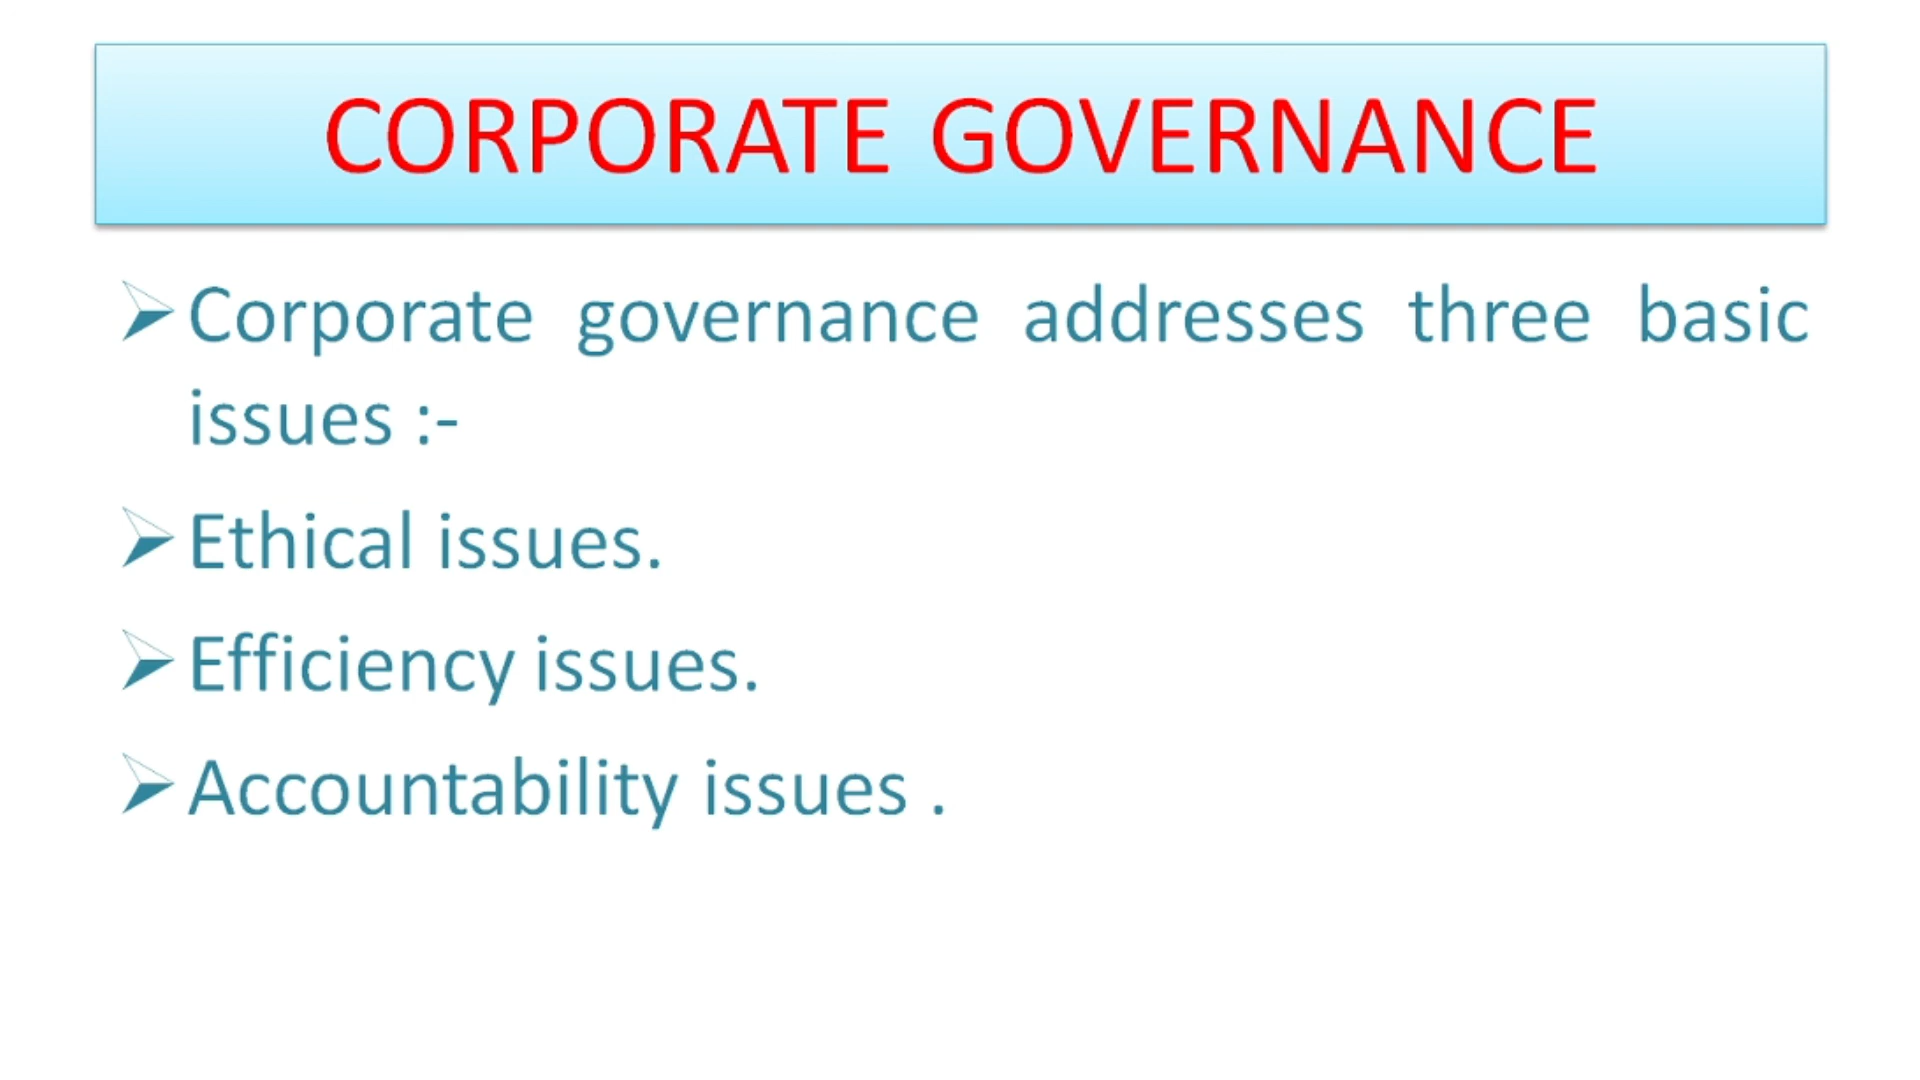 CORPORATE GOVERNANCE
Corporate governance addresses three basic
issues :-
Ethical issues.
Efficiency issues.
Accountability issues .